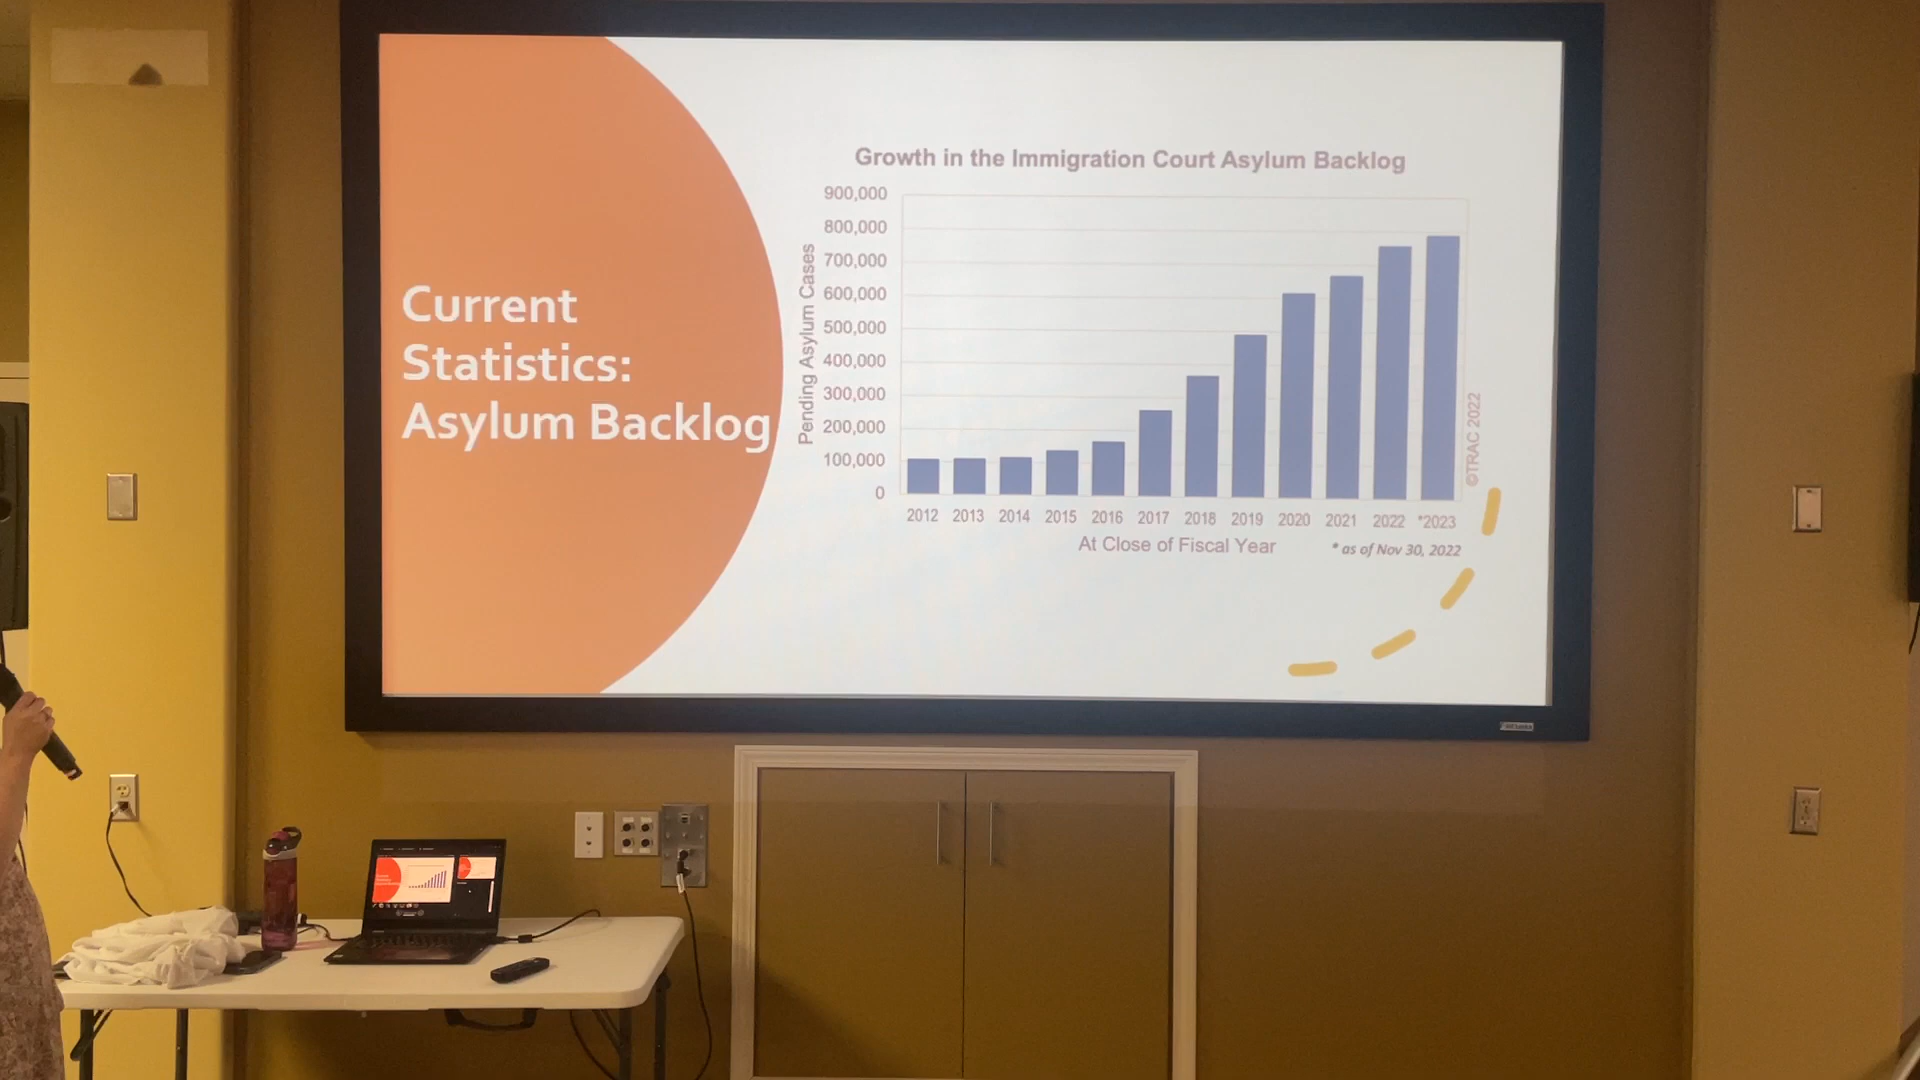 Current
Statistics:
Asylum Backlog
Growth in the Immigration Court Asylum Backlog
Pending Asylum Cases
900,000
800,000
700,000
600,000
500,000
400,000
300,000
200,000
100,000
0
2012 2013 2014 2015 2016 2017 2018 2019 2020 2021 2022 *2023
At Close of Fiscal Year
* as of Nov 30, 2022
©TRAC 2022